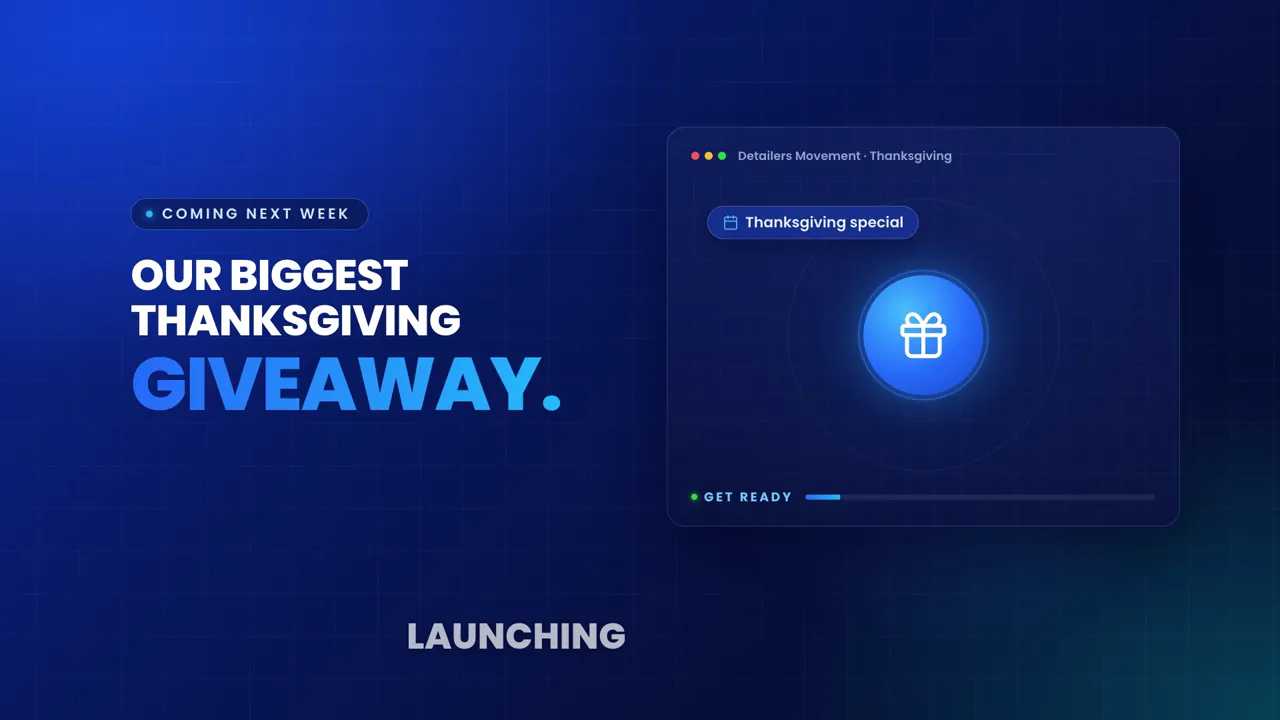 COMING NEXT WEEK
OUR BIGGEST
THANKSGIVING
GIVEAWAY.
Detailers Movement · Thanksgiving
Thanksgiving special
GET READY
LAUNCHING